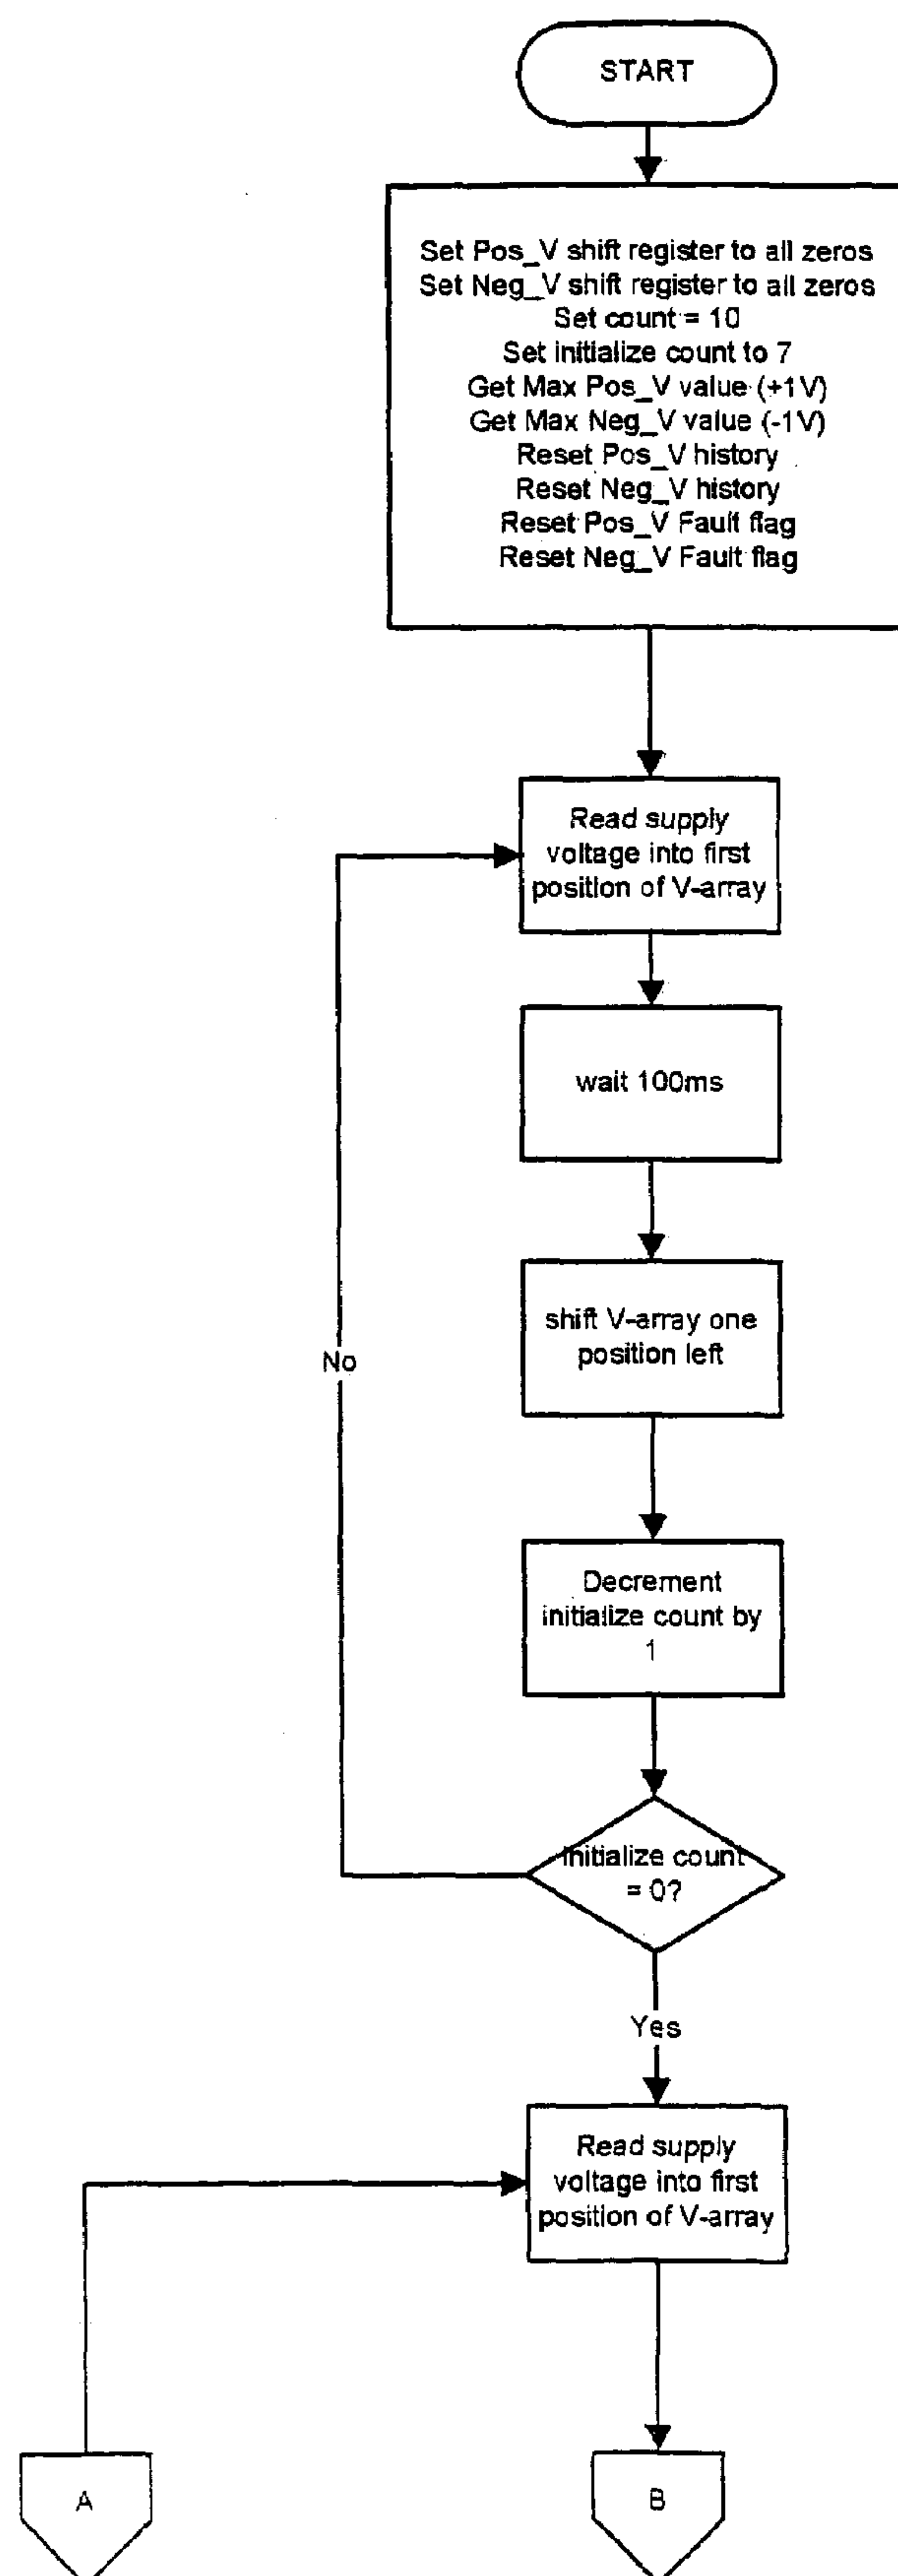 START
Set Pos_V shift register to all zeros
Set Neg_V shift register to all zeros
Set count = 10
Set initialize count to 7
Get Max Pos_V value (+1V)
Get Max Neg_V value (-1V)
Reset Pos_V history
Reset Neg_V history
Reset Pos_V Fault flag
Reset Neg_V Fault flag
Read supply
voltage into first
position of V-array
wait 100ms
shift V-array one
position left
No
Decrement
initialize count by
1
Initialize count
= 0?
Yes
Read supply
voltage into first
position of V-array
A
B